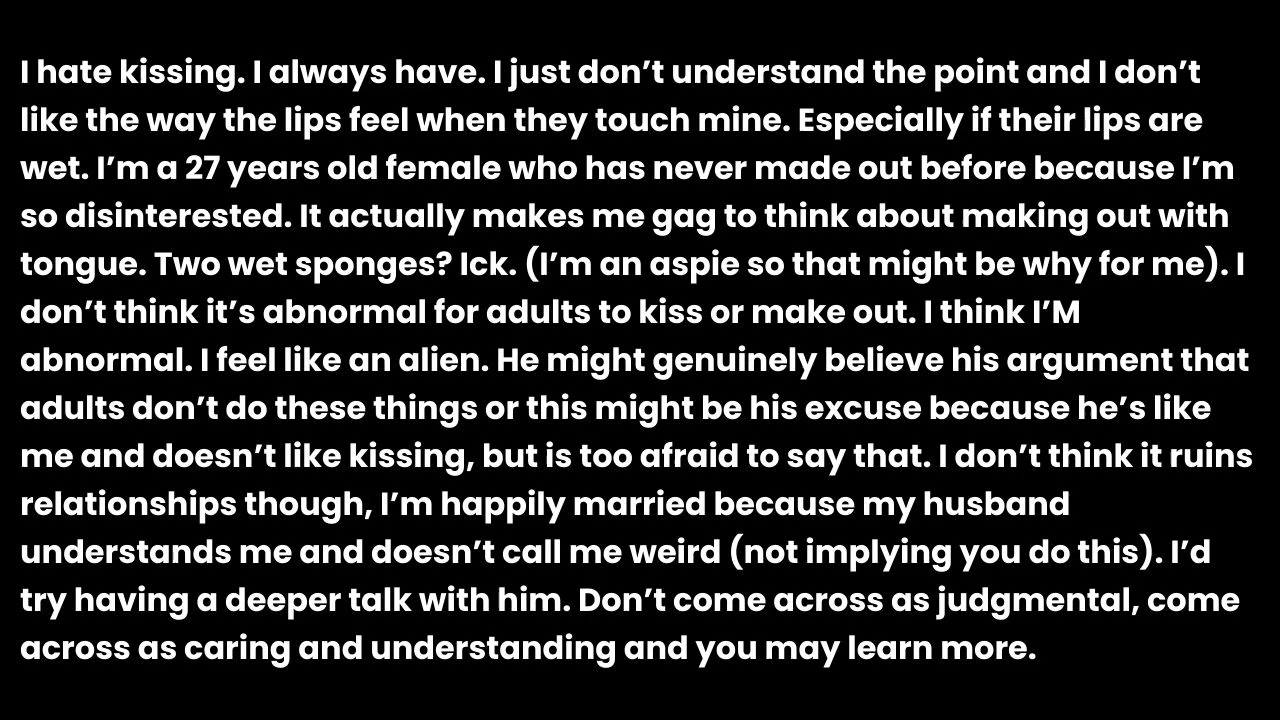 I hate kissing. I always have. I just don’t understand the point and I don’t
like the way the lips feel when they touch mine. Especially if their lips are
wet. I’m a 27 years old female who has never made out before because I’m
so disinterested. It actually makes me gag to think about making out with
tongue. Two wet sponges? Ick. (I’m an aspie so that might be why for me). I
don’t think it’s abnormal for adults to kiss or make out. I think I’M
abnormal. I feel like an alien. He might genuinely believe his argument that
adults don’t do these things or this might be his excuse because he’s like
me and doesn’t like kissing, but is too afraid to say that. I don’t think it ruins
relationships though, I’m happily married because my husband
understands me and doesn’t call me weird (not implying you do this). I’d
try having a deeper talk with him. Don’t come across as judgmental, come
across as caring and understanding and you may learn more.